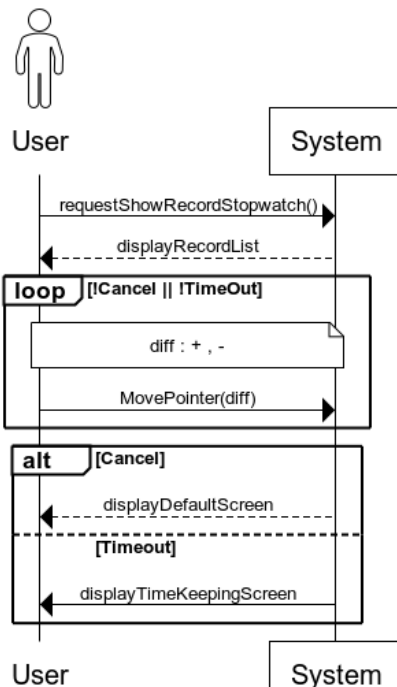 User
System
requestShowRecordStopwatch()
displayRecordList
loop
[!Cancel || !TimeOut]
diff : + , -
MovePointer(diff)
alt
[Cancel]
displayDefaultScreen
[Timeout]
displayTimeKeepingScreen
User
System